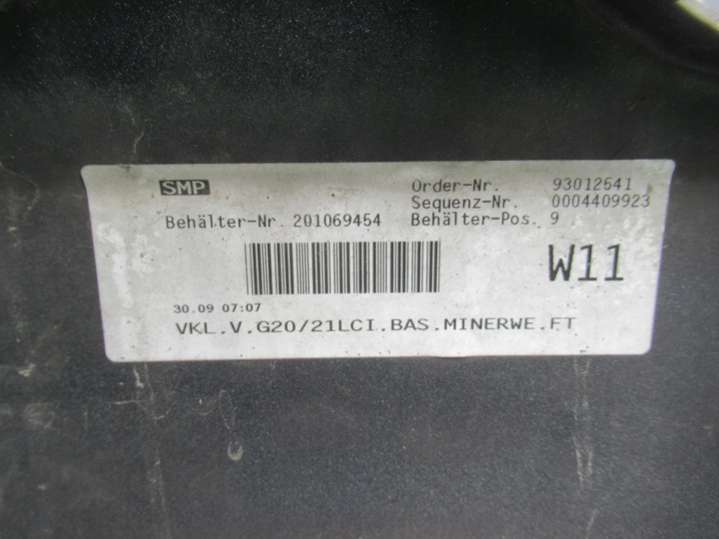 SMP
Order-Nr. 93012541
Sequenz-Nr. 0004409923
Behälter-Nr. 201069454 Behälter-Pos. 9
W11
30.09 07:07
VKL.V.G20/21LCI.BAS.MINERWE.FT